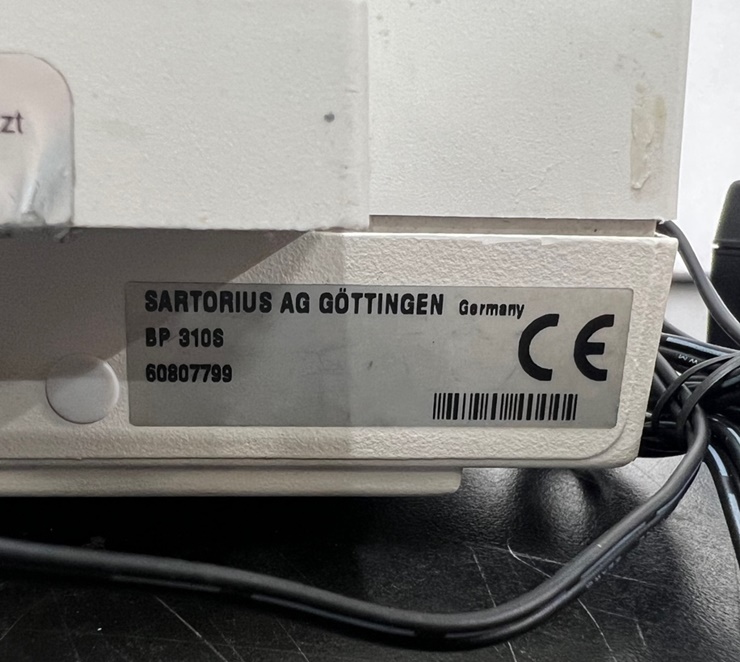 zt
SARTORIUS AG GÖTTINGEN Germany
BP 310S
60807799
CE